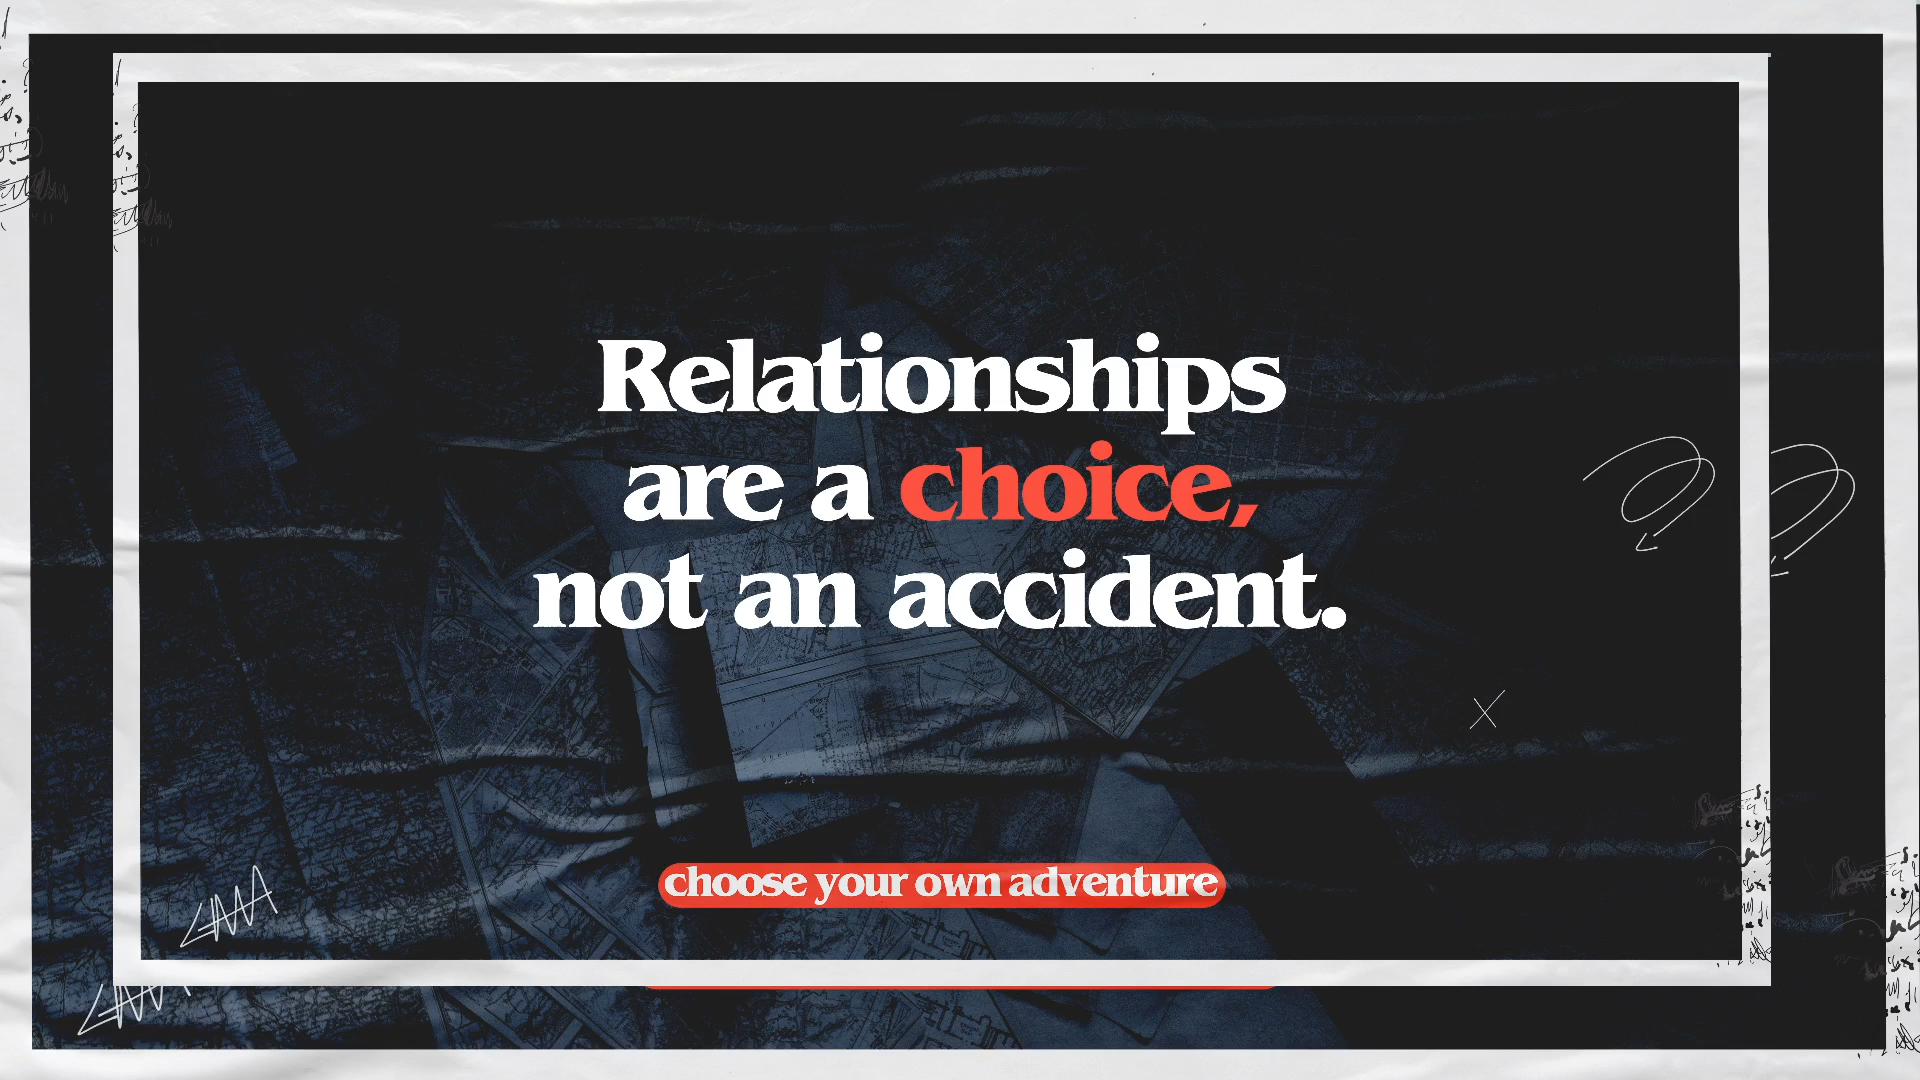 Relationships
are a choice,
not an accident.
choose your own adventure